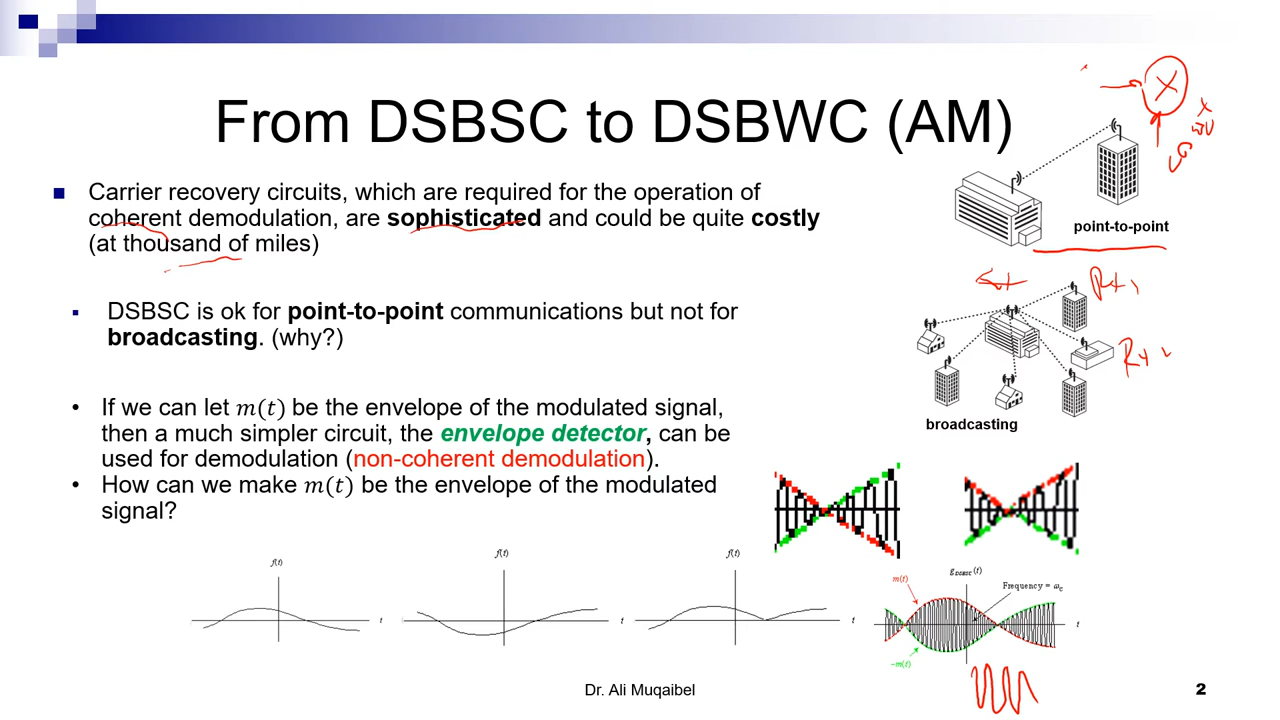 From DSBSC to DSBWC (AM)
Carrier recovery circuits, which are required for the operation of
coherent demodulation, are sophisticated and could be quite costly
(at thousand of miles)
DSBSC is ok for point-to-point communications but not for
broadcasting. (why?)
If we can let m(t) be the envelope of the modulated signal,
then a much simpler circuit, the envelope detector, can be
used for demodulation (non-coherent demodulation).
How can we make m(t) be the envelope of the modulated
signal?
X
point-to-point
Rx 1
broadcasting
f(t)
t
f(t)
t
f(t)
t
g_DSBSC(t)
m(t)
Frequency = ω_c
t
-m(t)
Dr. Ali Muqaibel
2